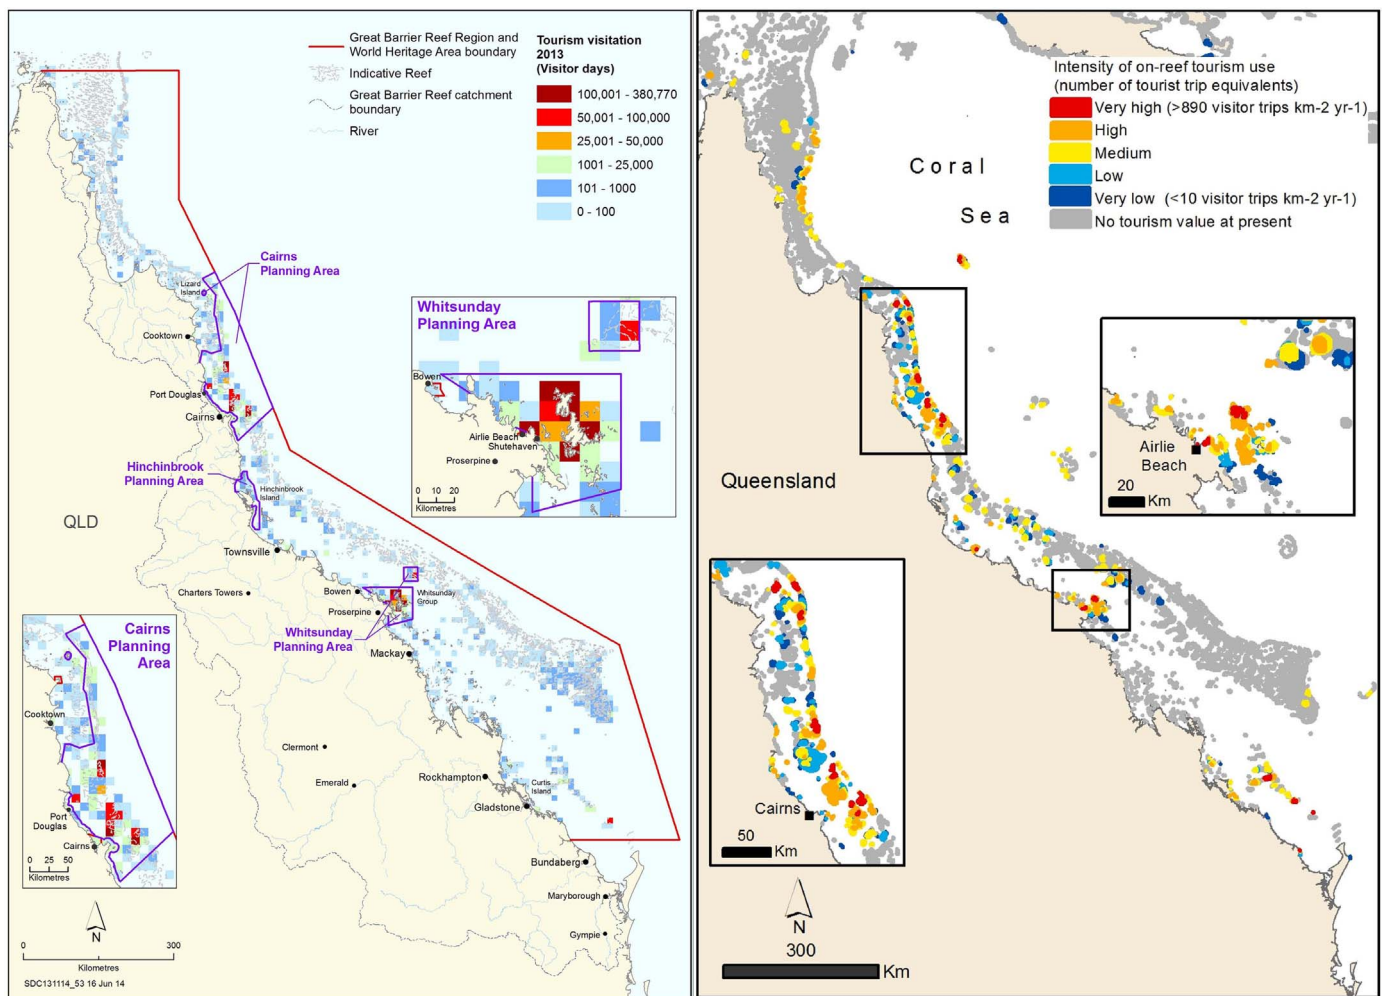 Great Barrier Reef Region and
World Heritage Area boundary
Indicative Reef
Great Barrier Reef catchment
boundary
River
Tourism visitation
2013
(Visitor days)
100,001 - 380,770
50,001 - 100,000
25,001 - 50,000
1001 - 25,000
101 - 1000
0 - 100
Cairns
Planning Area
Lizard
Island
Cooktown
Port Douglas
Cairns
Hinchinbrook
Planning Area
Hinchinbrook
Island
QLD
Townsville
Charters Towers
Bowen
Proserpine
Whitsunday
Group
Whitsunday
Planning Area
Mackay
Clermont
Emerald
Rockhampton
Curtis
Island
Gladstone
Bundaberg
Maryborough
Gympie
Whitsunday
Planning Area
Bowen
Airlie Beach
Shutehaven
Proserpine
0 10 20
Kilometres
Cairns
Planning
Area
Cooktown
Port
Douglas
Cairns
0 25 50
Kilometres
N
0 300
Kilometres
SDC131114_53 16 Jun 14
Intensity of on-reef tourism use
(number of tourist trip equivalents)
Very high (>890 visitor trips km-2 yr-1)
High
Medium
Low
Very low (<10 visitor trips km-2 yr-1)
No tourism value at present
Coral
Sea
Queensland
Airlie
Beach
20
Km
Cairns
50
Km
N
300
Km